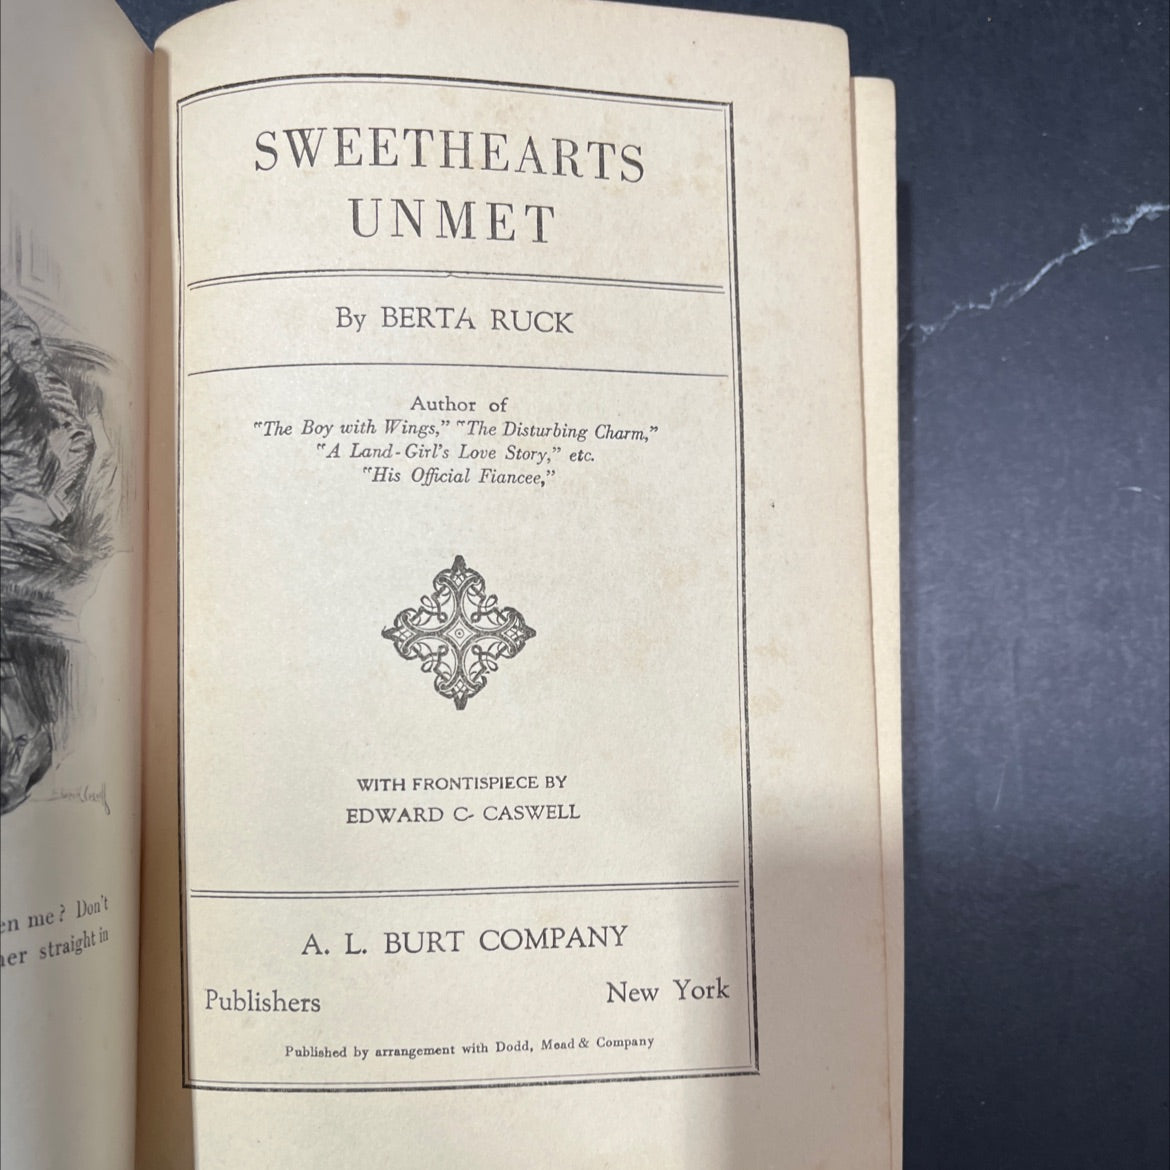 en me? Don't
her straight in
SWEETHEARTS
UNMET
By BERTA RUCK
Author of
"The Boy with Wings," "The Disturbing Charm,"
"A Land-Girl's Love Story," etc.
"His Official Fiancee,"
WITH FRONTISPIECE BY
EDWARD C. CASWELL
A. L. BURT COMPANY
Publishers New York
Published by arrangement with Dodd, Mead & Company